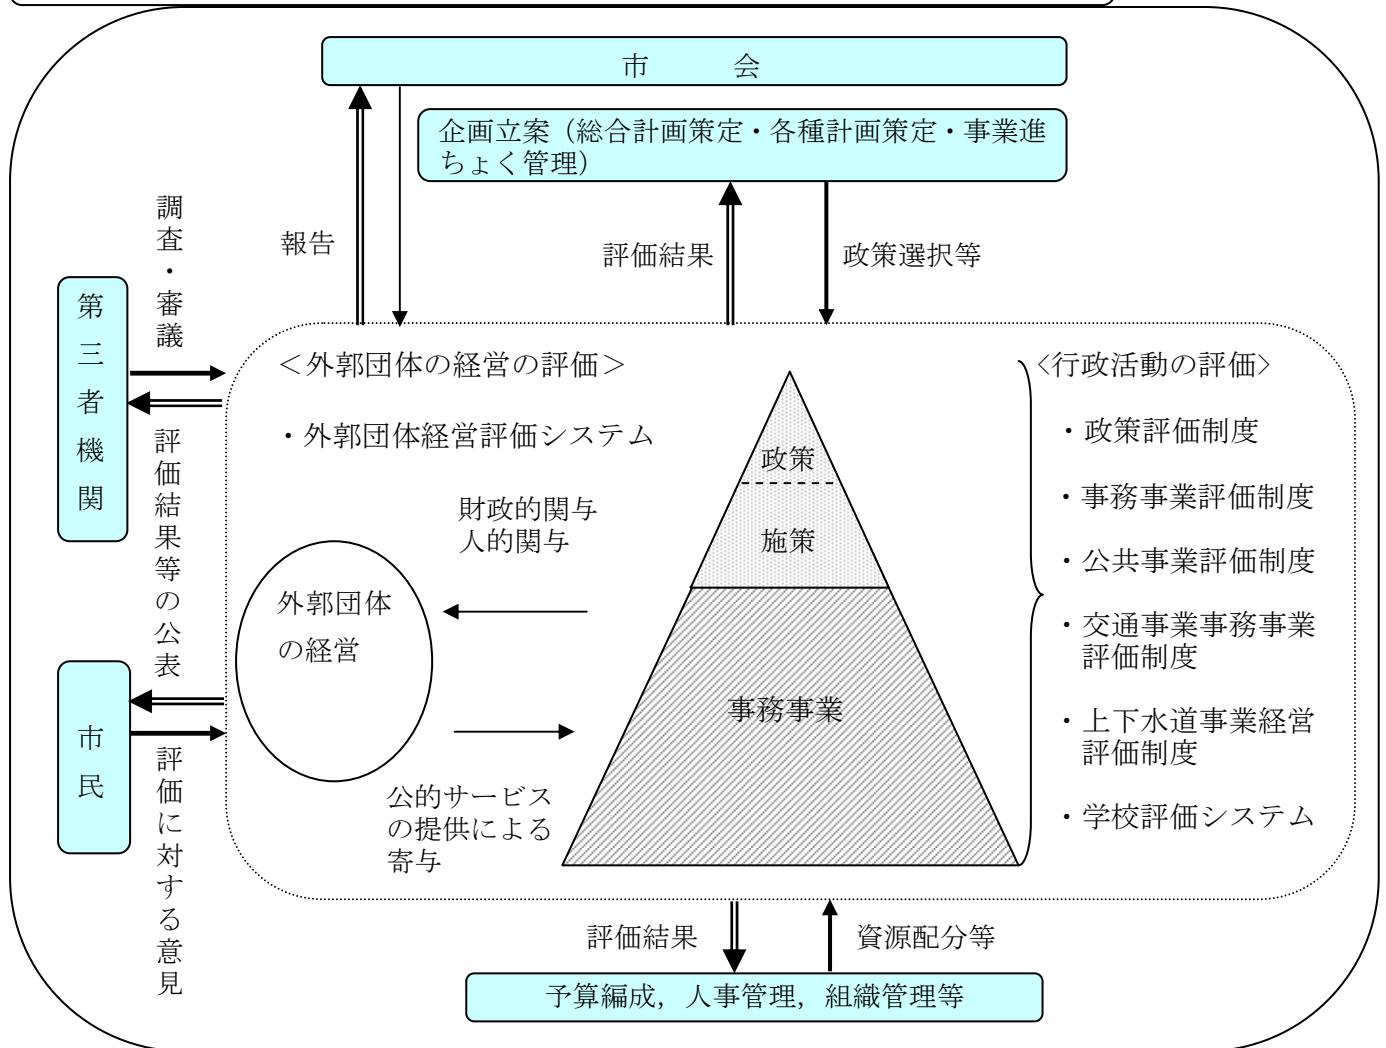 市　　　会
企画立案（総合計画策定・各種計画策定・事業進
ちょく管理）
調査・審議
報告
評価結果
政策選択等
第三者機関
＜外郭団体の経営の評価＞
・外郭団体経営評価システム
財政的関与
人的関与
外郭団体
の経営
公的サービス
の提供による
寄与
政策
施策
事務事業
<行政活動の評価>
・政策評価制度
・事務事業評価制度
・公共事業評価制度
・交通事業事務事業
評価制度
・上下水道事業経営
評価制度
・学校評価システム
評価結果等の公表
市民
評価に対する意見
評価結果
資源配分等
予算編成，人事管理，組織管理等